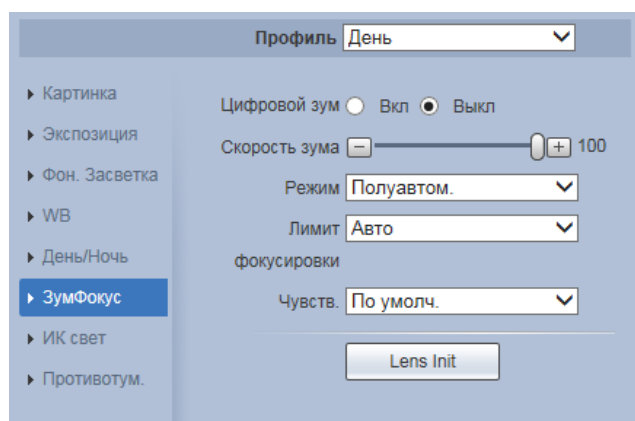 Профиль День
Картинка
Экспозиция
Фон. Засветка
WB
День/Ночь
ЗумФокус
ИК свет
Противотум.
Цифровой зум Вкл Выкл
Скорость зума 100
Режим Полуавтом.
Лимит Авто
фокусировки
Чувств. По умолч.
Lens Init